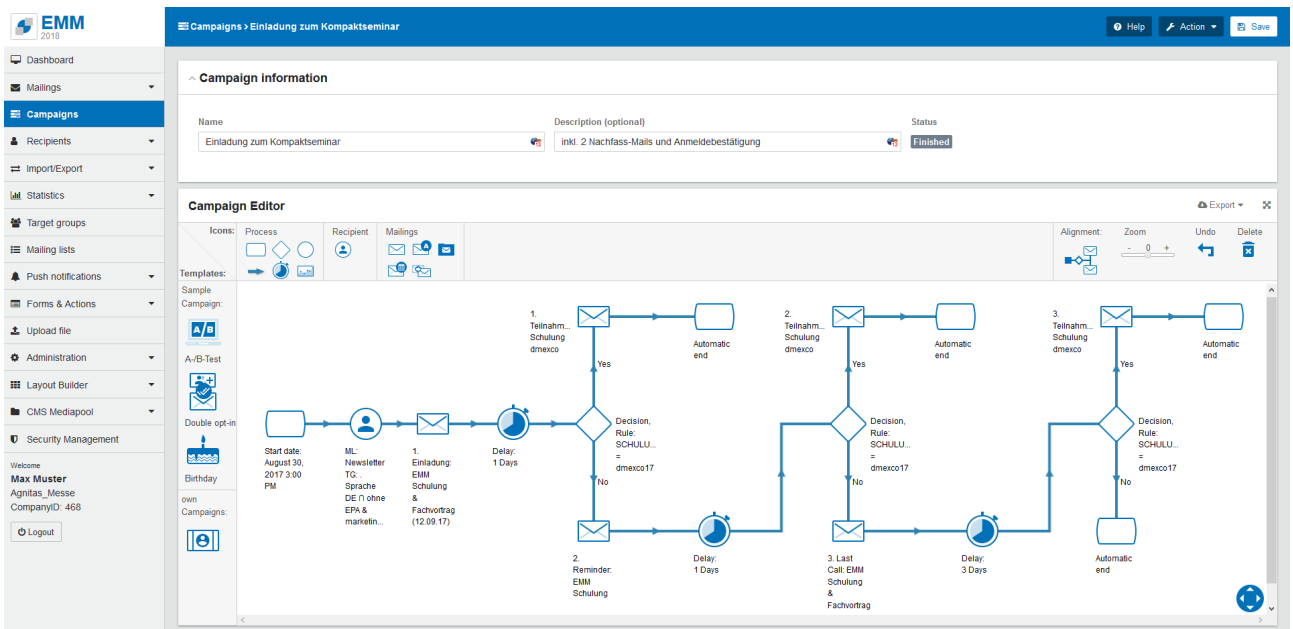 EMM
2018
Campaigns > Einladung zum Kompaktseminar
Help
Action
Save
Dashboard
Mailings
Campaigns
Recipients
Import/Export
Statistics
Target groups
Mailing lists
Push notifications
Forms & Actions
Upload file
Administration
Layout Builder
CMS Mediapool
Security Management
Welcome
Max Muster
Agnitas_Messe
CompanyID: 468
Logout
Campaign information
Name
Description (optional)
Status
Einladung zum Kompaktseminar
inkl. 2 Nachfass-Mails und Anmeldebestätigung
Finished
Campaign Editor
Export
Icons:
Process
Recipient
Mailings
Alignment:
Zoom
Undo
Delete
- 0 +
Templates:
Sample
Campaign:
A/B
A-/B-Test
Double opt-in
Birthday
own
Campaigns:
Start date:
August 30,
2017 3:00
PM
ML:
Newsletter
TG: .
Sprache
DE ∩ ohne
EPA &
marketin...
1.
Einladung:
EMM
Schulung
&
Fachvortrag
(12.09.17)
Delay:
1 Days
1.
Teilnahm...
Schulung
dmexco
Automatic
end
Yes
Decision,
Rule:
SCHULU...
=
dmexco17
No
2.
Reminder:
EMM
Schulung
Delay:
1 Days
2.
Teilnahm...
Schulung
dmexco
Automatic
end
Yes
Decision,
Rule:
SCHULU...
=
dmexco17
No
3. Last
Call: EMM
Schulung
&
Fachvortrag
Delay:
3 Days
3.
Teilnahm...
Schulung
dmexco
Automatic
end
Yes
Decision,
Rule:
SCHULU...
=
dmexco17
No
Automatic
end